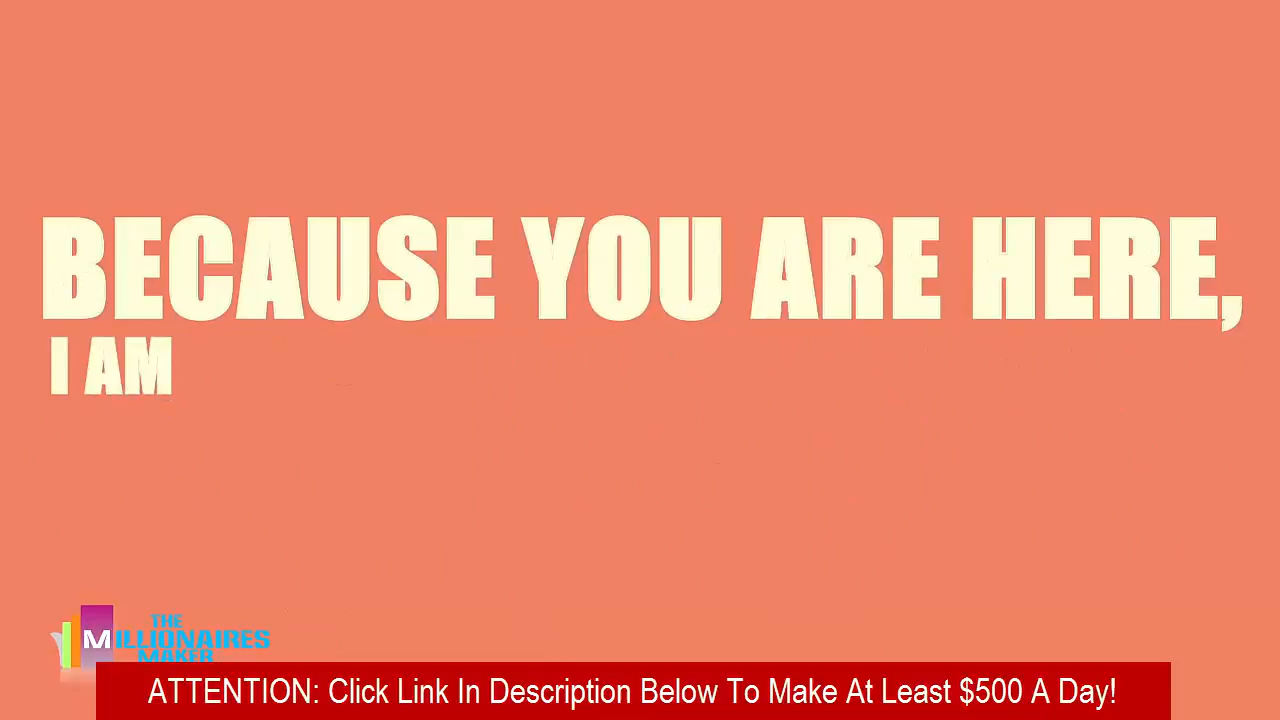 BECAUSE YOU ARE HERE,
I AM
THE
MILLIONAIRES
MAKER
ATTENTION: Click Link In Description Below To Make At Least $500 A Day!